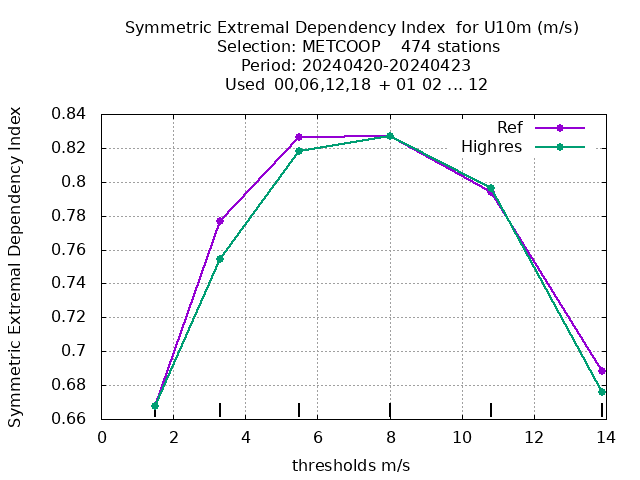 Symmetric Extremal Dependency Index  for U10m (m/s)
Selection: METCOOP    474 stations
Period: 20240420-20240423
Used  00,06,12,18 + 01 02 ... 12
Symmetric Extremal Dependency Index
0.84
0.82
0.8
0.78
0.76
0.74
0.72
0.7
0.68
0.66
Ref
Highres
0 2 4 6 8 10 12 14
thresholds m/s